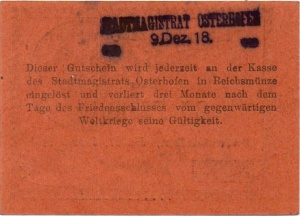 STADTMAGISTRAT OSTERHOFEN
9.Dez. 18.
Dieser Gutschein wird jederzeit an der Kasse
des Stadtmagistrats Osterhofen in Reichsmünze
eingelöst und verliert drei Monate nach dem
Tage des Friedensschlusses vom gegenwärtigen
Weltkriege seine Gültigkeit.